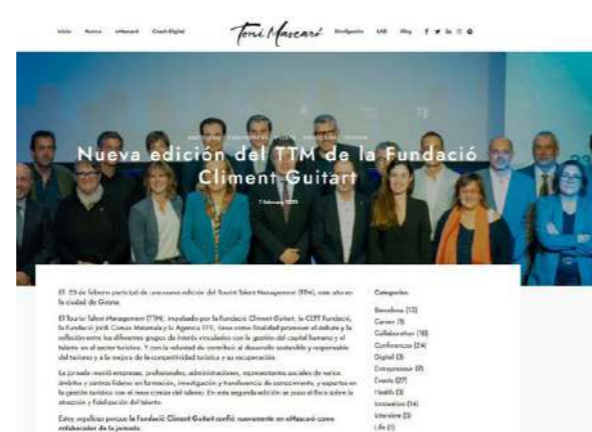 Inicio Acerca eMascaró Coach Digital Toni Mascaró Divulgación LAB Blog
Nueva edición del TTM de la Fundació
Climent Guitart
7 february 2023
El 23 de febrero participé de una nueva edición del Tourist Talent Management (TTM), este año en
la ciudad de Girona.
El Tourist Talent Management (TTM), impulsado por la Fundació Climent Guitart, la CETT Fundació,
la Fundació Jordi Comas Matamala y la Agencia EFE, tiene como finalidad promover el debate y la
reflexión entre los diferentes grupos de interés vinculados con la gestión del capital humano y el
talento en el sector turístico. Y con la voluntad de contribuir al desarrollo sostenible y responsable
del turismo y a la mejora de la competitividad turística y su recuperación.
La jornada reunió empresas, profesionales, administraciones, representantes sociales de varios
ámbitos y centros líderes en formación, investigación y transferencia de conocimiento, y expertos en
la gestión turística con el nexo común del talento. En esta segunda edición se puso el foco sobre la
atracción y fidelización del talento.
Estoy orgulloso porque la Fundació Climent Guitart confió nuevamente en eMascaró como
enlabocador de la jornada.
Categories
Barcelona (12)
Career (1)
Collaboration (18)
Conferences (24)
Digital (3)
Entrepreneur (8)
Events (27)
Health (3)
Innovation (14)
Interview (3)
Life (1)